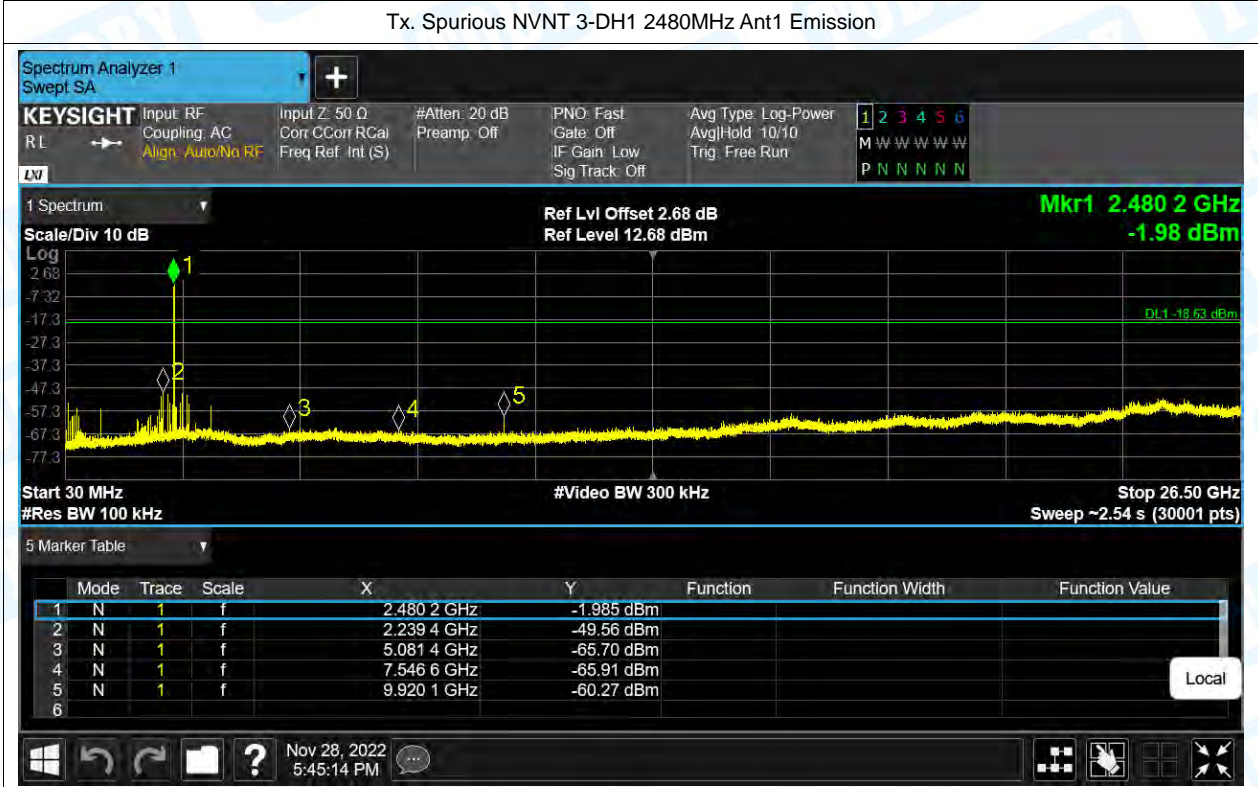 Tx. Spurious NVNT 3-DH1 2480MHz Ant1 Emission
Spectrum Analyzer 1
Swept SA
+
KEYSIGHT
R L
LXI
Input: RF
Coupling: AC
Align: Auto/No RF
Input Z: 50 Ω
Corr CCorr RCal
Freq Ref: Int (S)
#Atten: 20 dB
Preamp: Off
PNO: Fast
Gate: Off
IF Gain: Low
Sig Track: Off
Avg Type: Log-Power
Avg|Hold: 10/10
Trig: Free Run
1 2 3 4 5 6
M W W W W W
P N N N N N
1 Spectrum
Scale/Div 10 dB
Ref Lvl Offset 2.68 dB
Ref Level 12.68 dBm
Mkr1 2.480 2 GHz
-1.98 dBm
Log
2.68
-7.32
-17.3
-27.3
-37.3
-47.3
-57.3
-67.3
-77.3
1
2
3
4
5
DL1 -18.63 dBm
Start 30 MHz
#Video BW 300 kHz
Stop 26.50 GHz
#Res BW 100 kHz
Sweep ~2.54 s (30001 pts)
5 Marker Table
Mode Trace Scale X Y Function Function Width Function Value
1 N 1 f 2.480 2 GHz -1.985 dBm
2 N 1 f 2.239 4 GHz -49.56 dBm
3 N 1 f 5.081 4 GHz -65.70 dBm
4 N 1 f 7.546 6 GHz -65.91 dBm
5 N 1 f 9.920 1 GHz -60.27 dBm
6
Local
?
Nov 28, 2022
5:45:14 PM